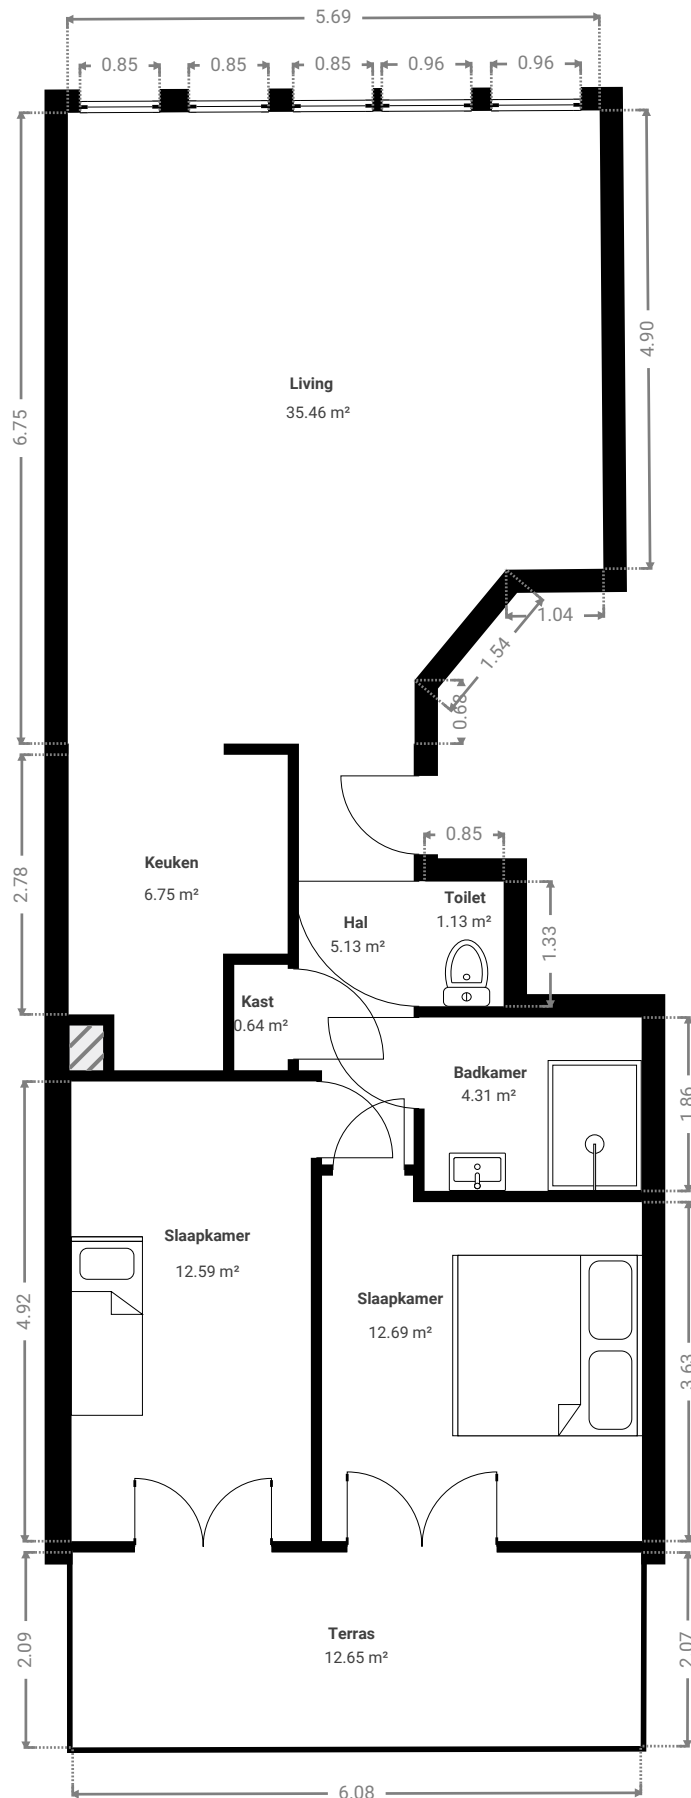 5.69
0.85 0.85 0.85 0.96 0.96
4.90
6.75
Living
35.46 m²
1.04
1.54
0.68
0.85
Keuken
6.75 m²
2.78
Toilet
1.13 m²
Hal
5.13 m²
1.33
Kast
0.64 m²
Badkamer
4.31 m²
1.86
Slaapkamer
12.59 m²
4.92
Slaapkamer
12.69 m²
3.63
Terras
12.65 m²
2.09
2.07
6.08